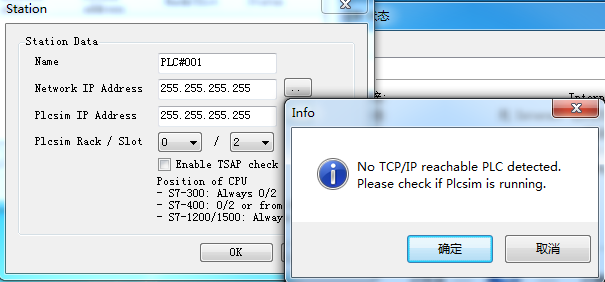 Station
Station Data
Name
PLC#001
Network IP Address
255.255.255.255
..
Plcsim IP Address
255.255.255.255
Plcsim Rack / Slot
0
/
2
Enable TSAP check
Position of CPU
- S7-300: Always 0/2
- S7-400: 0/2 or from
- S7-1200/1500: Alway
OK
状态
Info
No TCP/IP reachable PLC detected.
Please check if Plcsim is running.
确定
取消